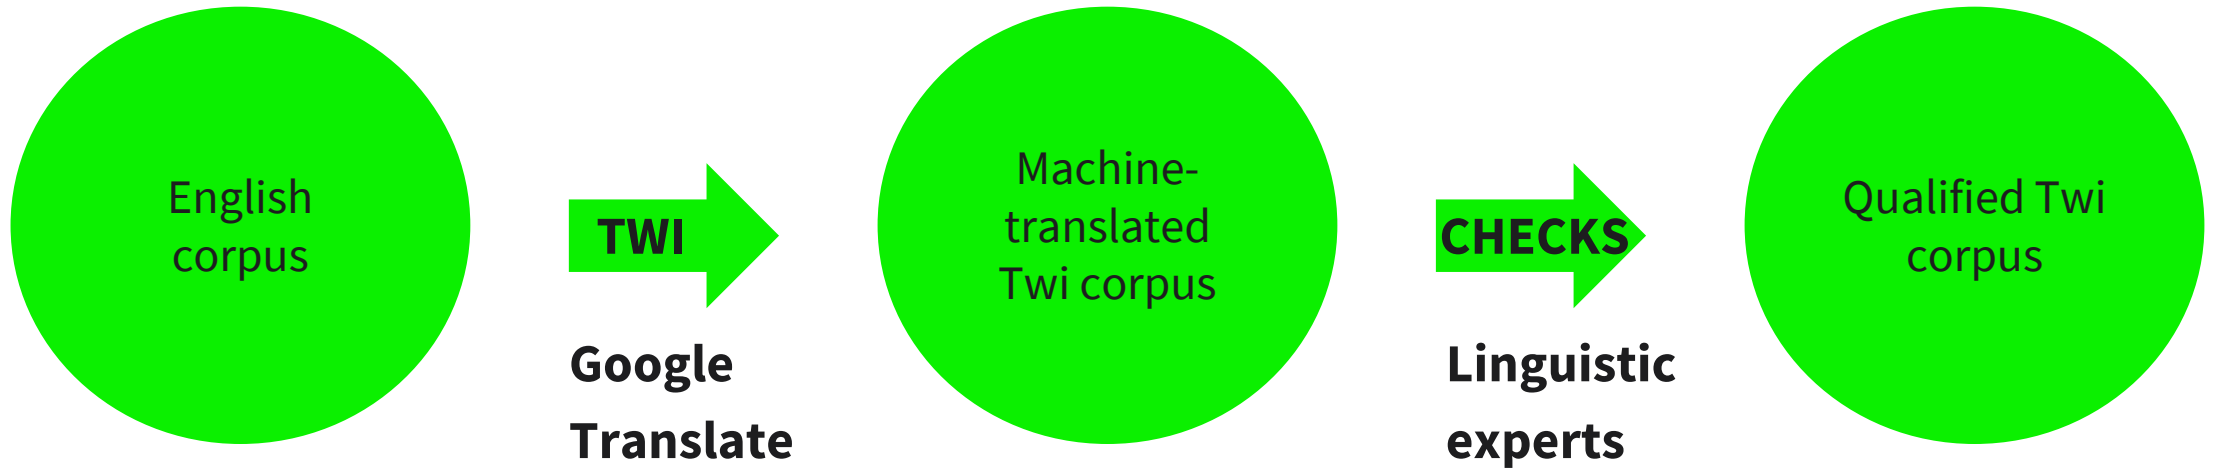 English
corpus
TWI
Google
Translate
Machine-
translated
Twi corpus
CHECKS
Linguistic
experts
Qualified Twi
corpus